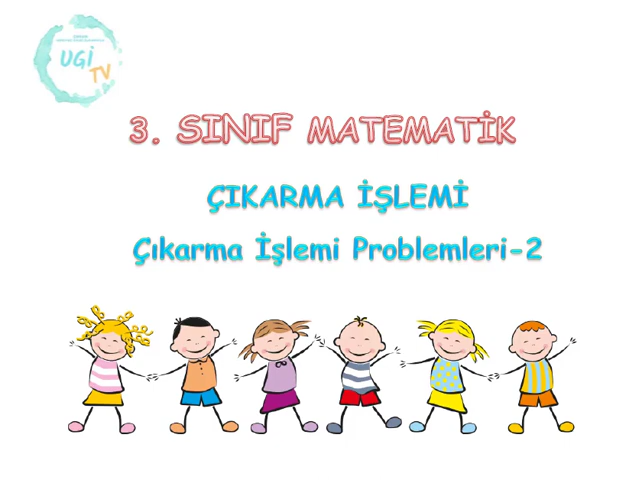 UGİ
TV
3. SINIF MATEMATİK
ÇIKARMA İŞLEMİ
Çıkarma İşlemi Problemleri-2